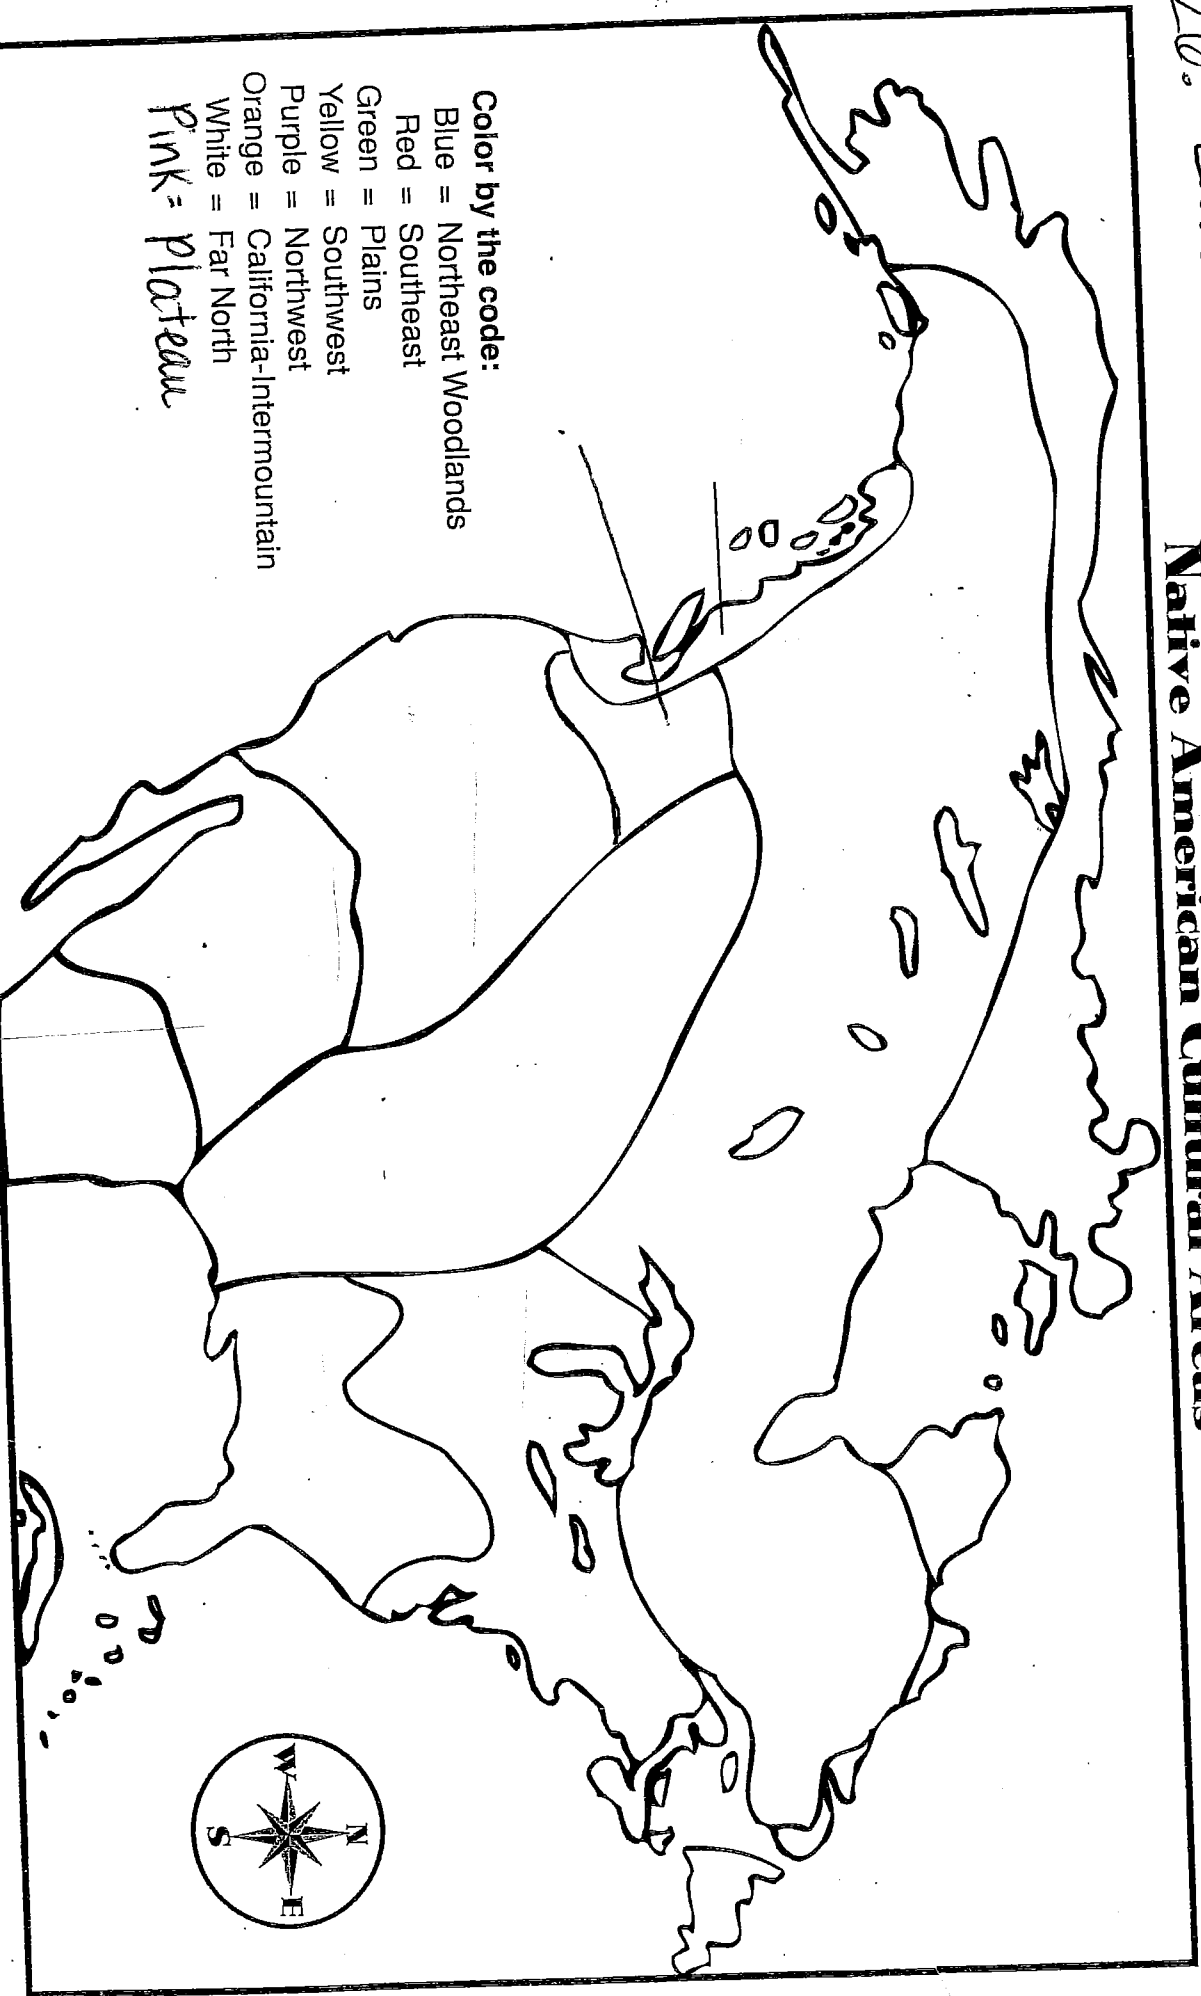 Native American Cultural Areas
Color by the code:
Blue = Northeast Woodlands
Red = Southeast
Green = Plains
Yellow = Southwest
Purple = Northwest
Orange = California-Intermountain
White = Far North
Pink = Plateau
N
W
E
S